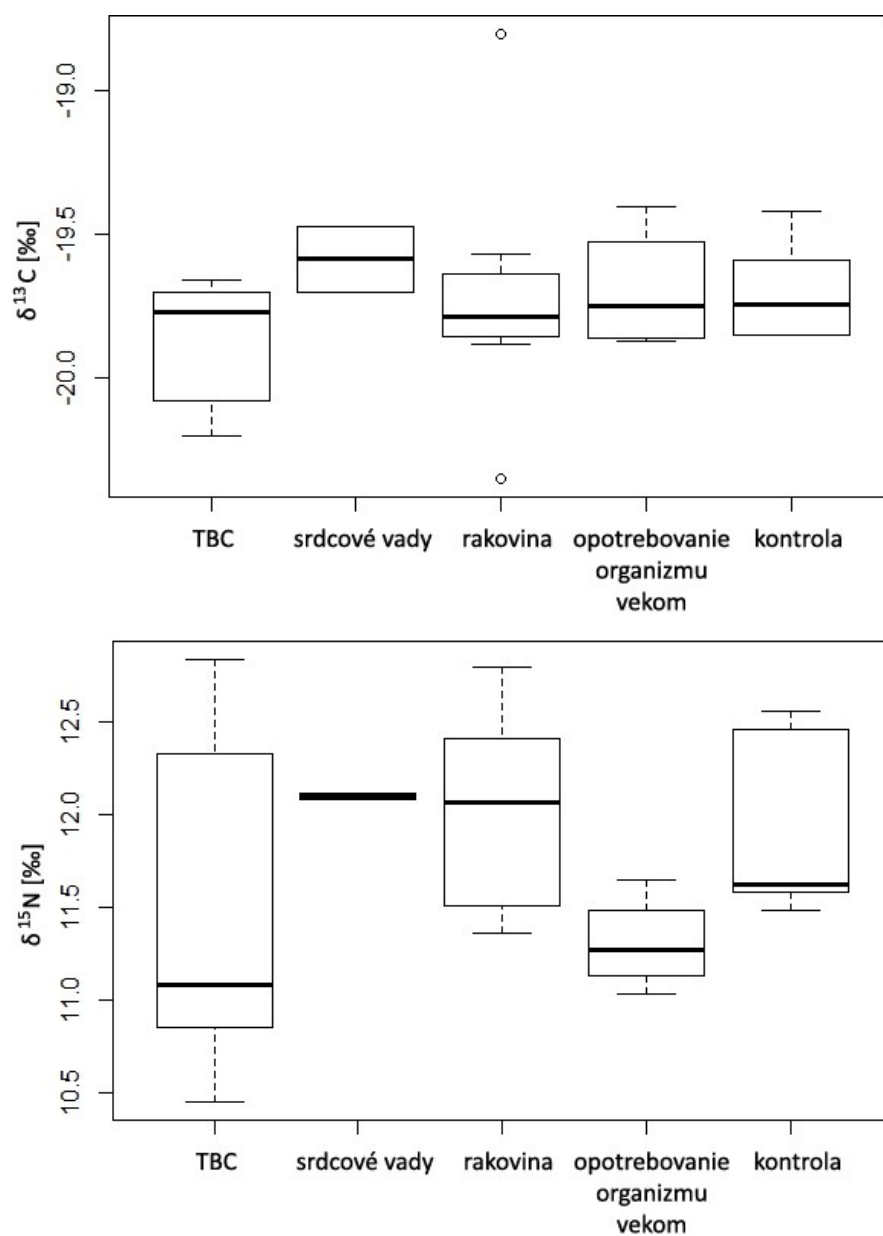 δ¹³C [‰]
-19.0
-19.5
-20.0
TBC srdcové vady rakovina opotrebovanie kontrola
organizmu
vekom
δ¹⁵N [‰]
12.5
12.0
11.5
11.0
10.5
TBC srdcové vady rakovina opotrebovanie kontrola
organizmu
vekom